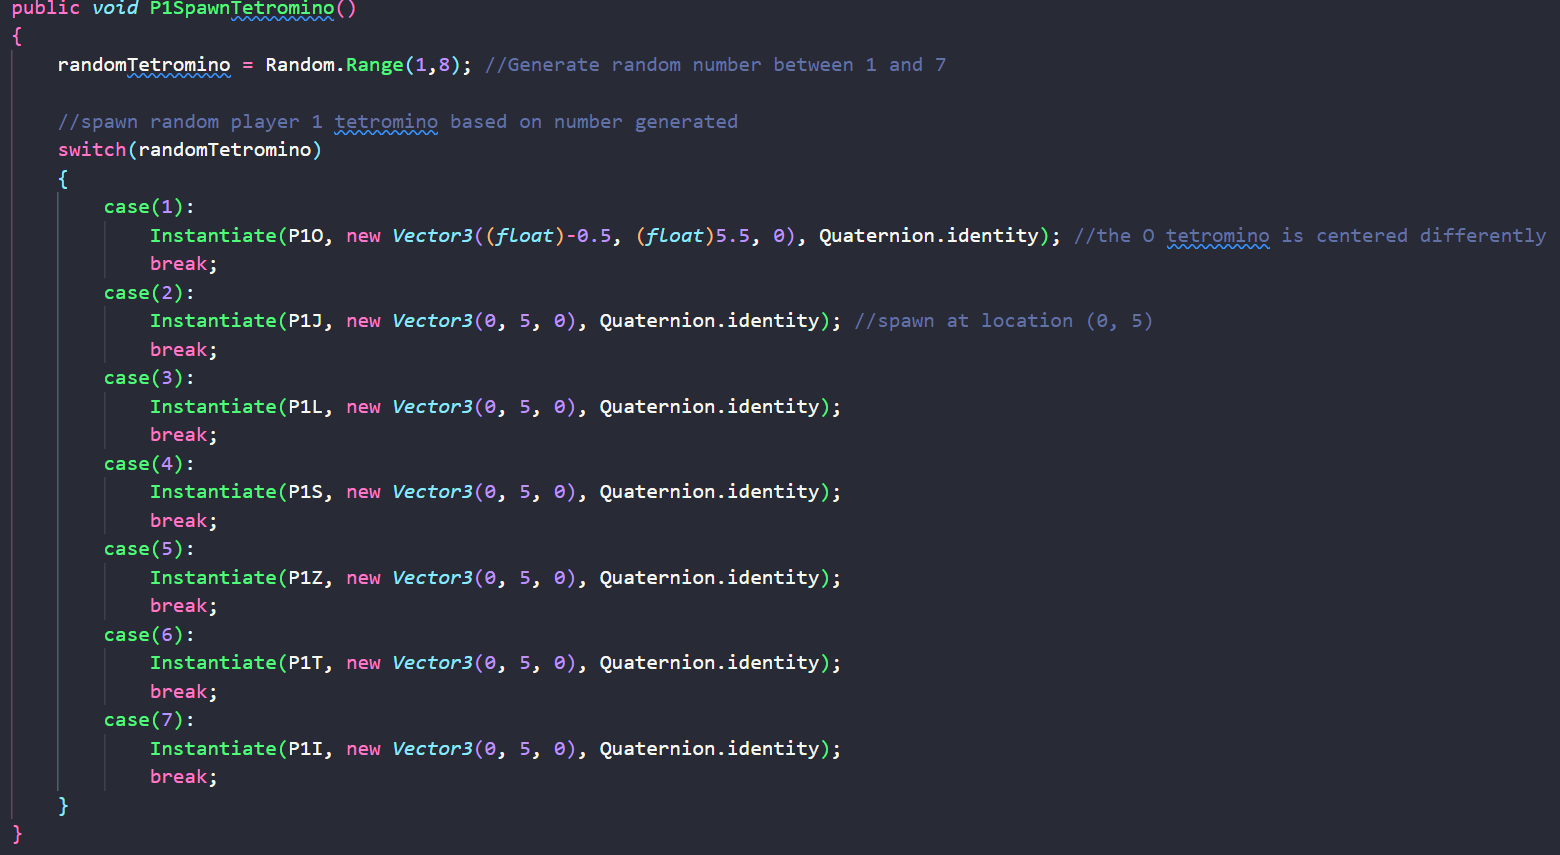 public void P1SpawnTetromino()
{
    randomTetromino = Random.Range(1,8); //Generate random number between 1 and 7

    //spawn random player 1 tetromino based on number generated
    switch(randomTetromino)
    {
        case(1):
            Instantiate(P1O, new Vector3((float)-0.5, (float)5.5, 0), Quaternion.identity); //the O tetromino is centered differently
            break;
        case(2):
            Instantiate(P1J, new Vector3(0, 5, 0), Quaternion.identity); //spawn at location (0, 5)
            break;
        case(3):
            Instantiate(P1L, new Vector3(0, 5, 0), Quaternion.identity);
            break;
        case(4):
            Instantiate(P1S, new Vector3(0, 5, 0), Quaternion.identity);
            break;
        case(5):
            Instantiate(P1Z, new Vector3(0, 5, 0), Quaternion.identity);
            break;
        case(6):
            Instantiate(P1T, new Vector3(0, 5, 0), Quaternion.identity);
            break;
        case(7):
            Instantiate(P1I, new Vector3(0, 5, 0), Quaternion.identity);
            break;
    }
}